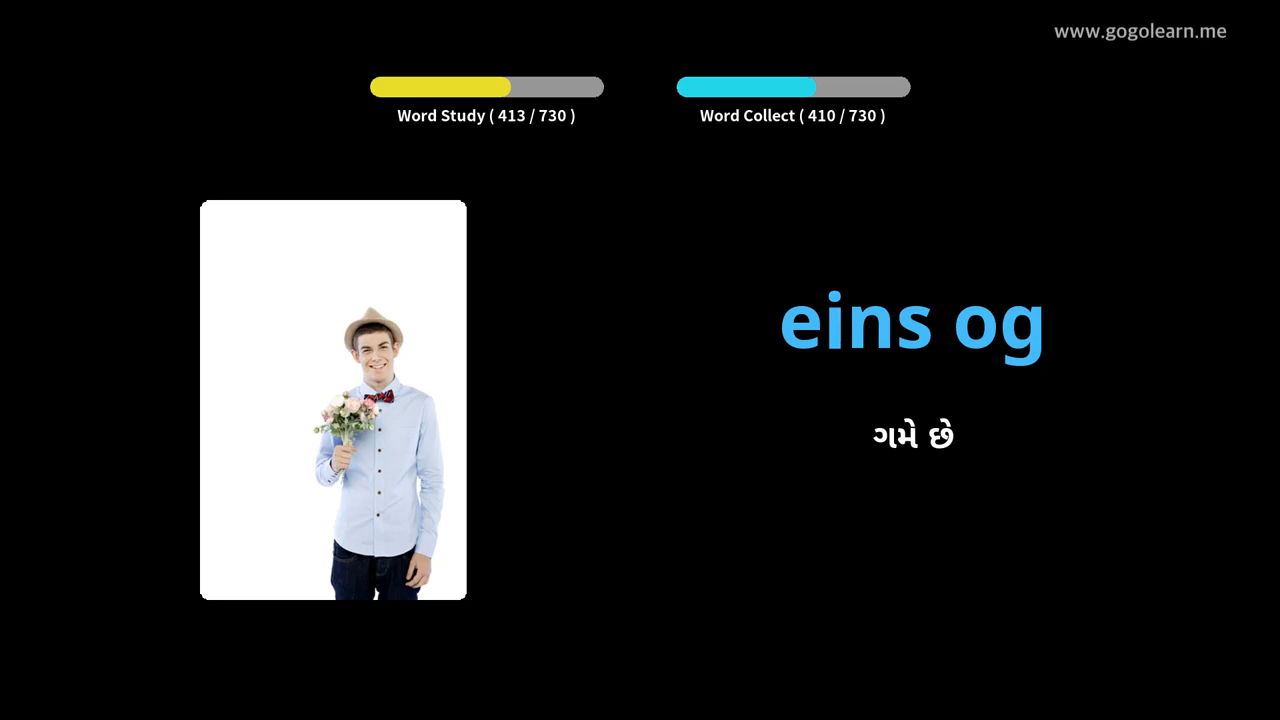 www.gogolearn.me
Word Study ( 413 / 730 )
Word Collect ( 410 / 730 )
eins og
ગમે છે